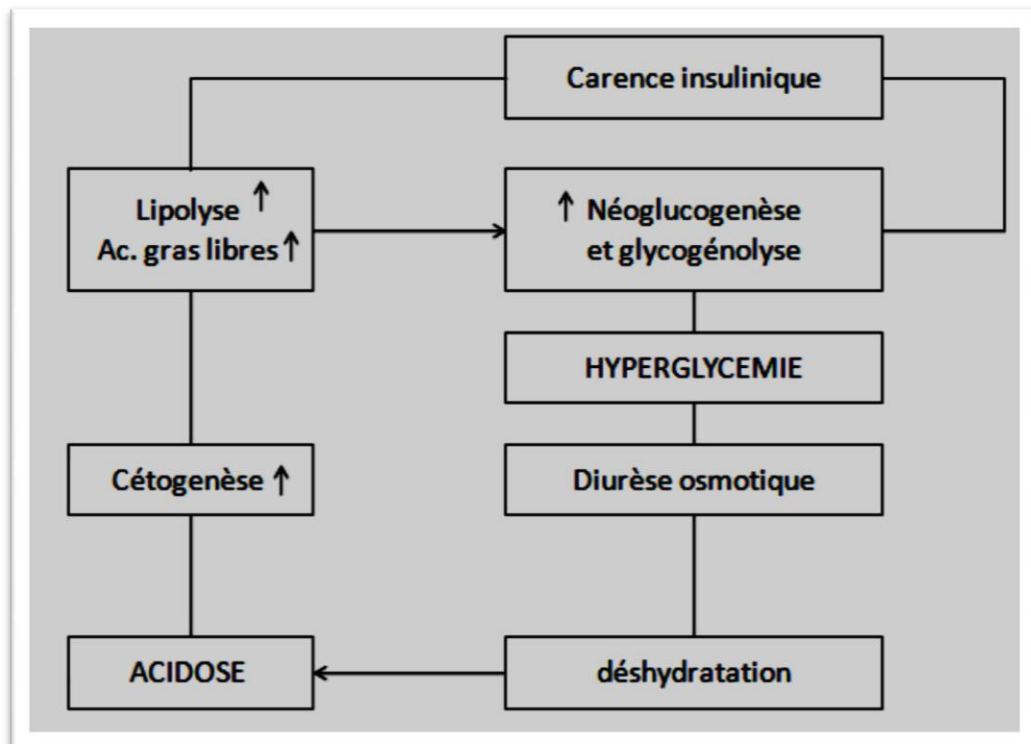 Carence insulinique
Lipolyse ↑
Ac. gras libres ↑
↑ Néoglucogenèse
et glycogénolyse
HYPERGLYCEMIE
Cétogenèse ↑
Diurèse osmotique
ACIDOSE
déshydratation